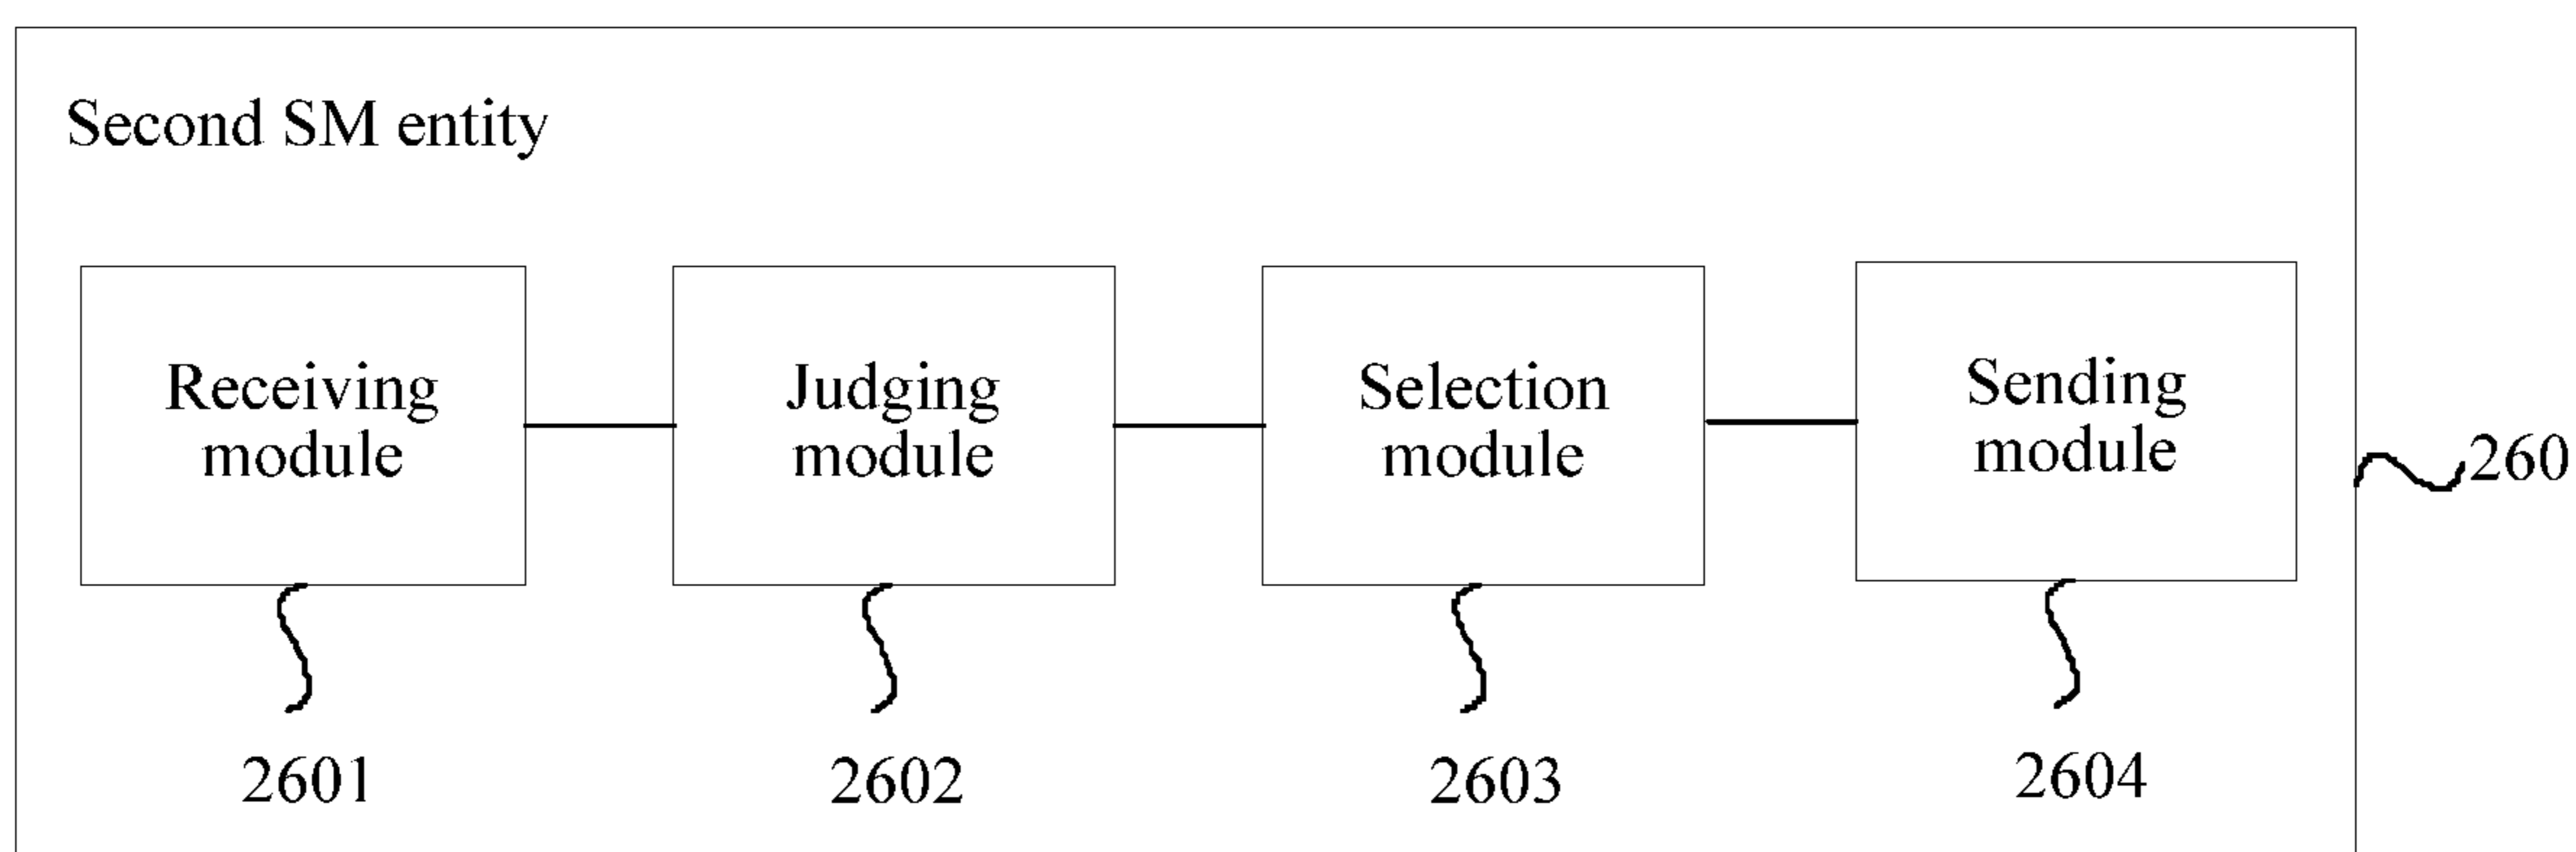 Second SM entity
Receiving
module
Judging
module
Selection
module
Sending
module
260
2601
2602
2603
2604